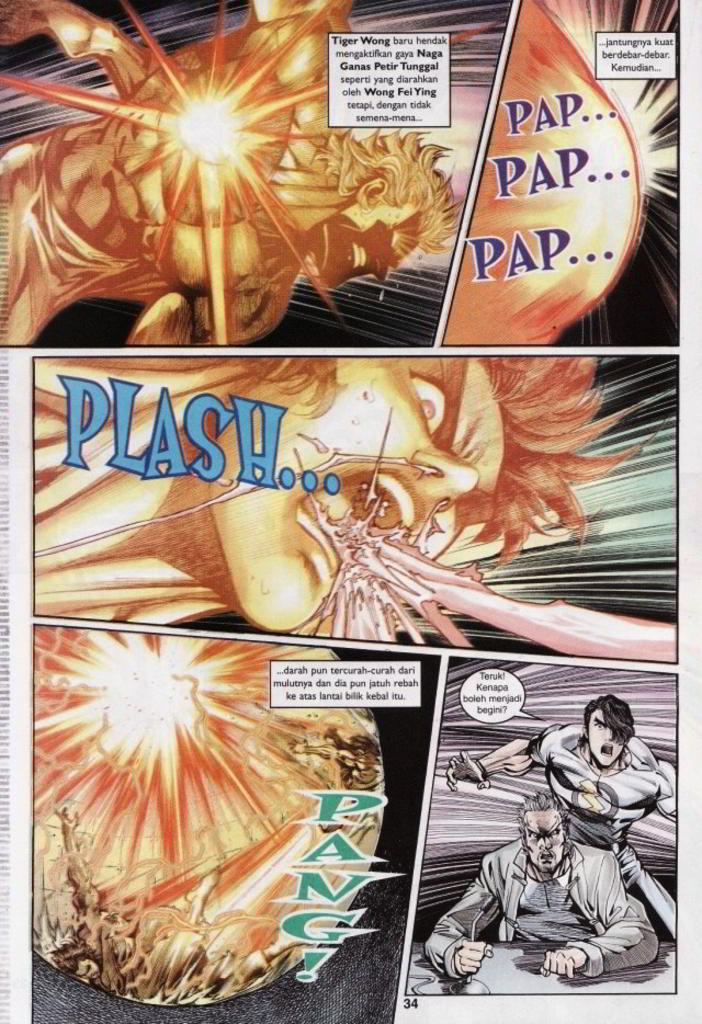 Tiger Wong baru hendak
mengaktifkan gaya Naga
Ganas Petir Tunggal
seperti yang diarahkan
oleh Wong Fei Ying
tetapi, dengan tidak
semena-mena...
...jantungnya kuat
berdebar-debar.
Kemudian...
PAP...
PAP...
PAP...
PLASH...
...darah pun tercurah-curah dari
mulutnya dan dia pun jatuh rebah
ke atas lantai bilik kebal itu.
PANG!
Teruk!
Kenapa
boleh menjadi
begini?
34